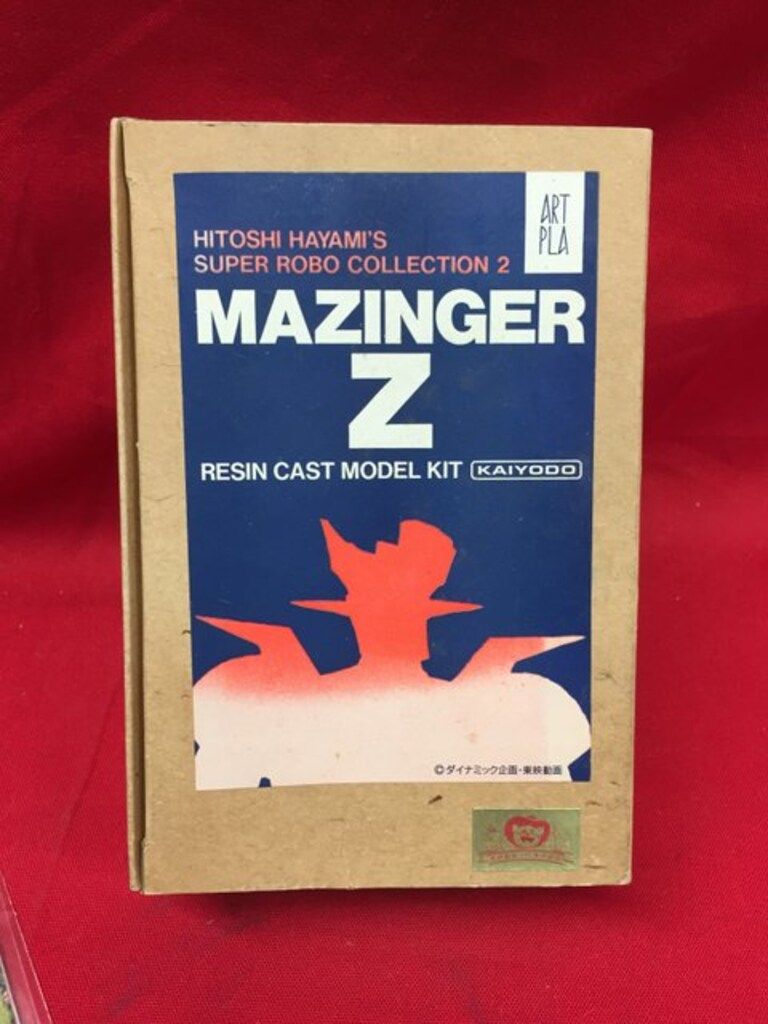 ART
PLA
HITOSHI HAYAMI'S
SUPER ROBO COLLECTION 2
MAZINGER
Z
RESIN CAST MODEL KIT KAIYODO
©ダイナミック企画・東映動画